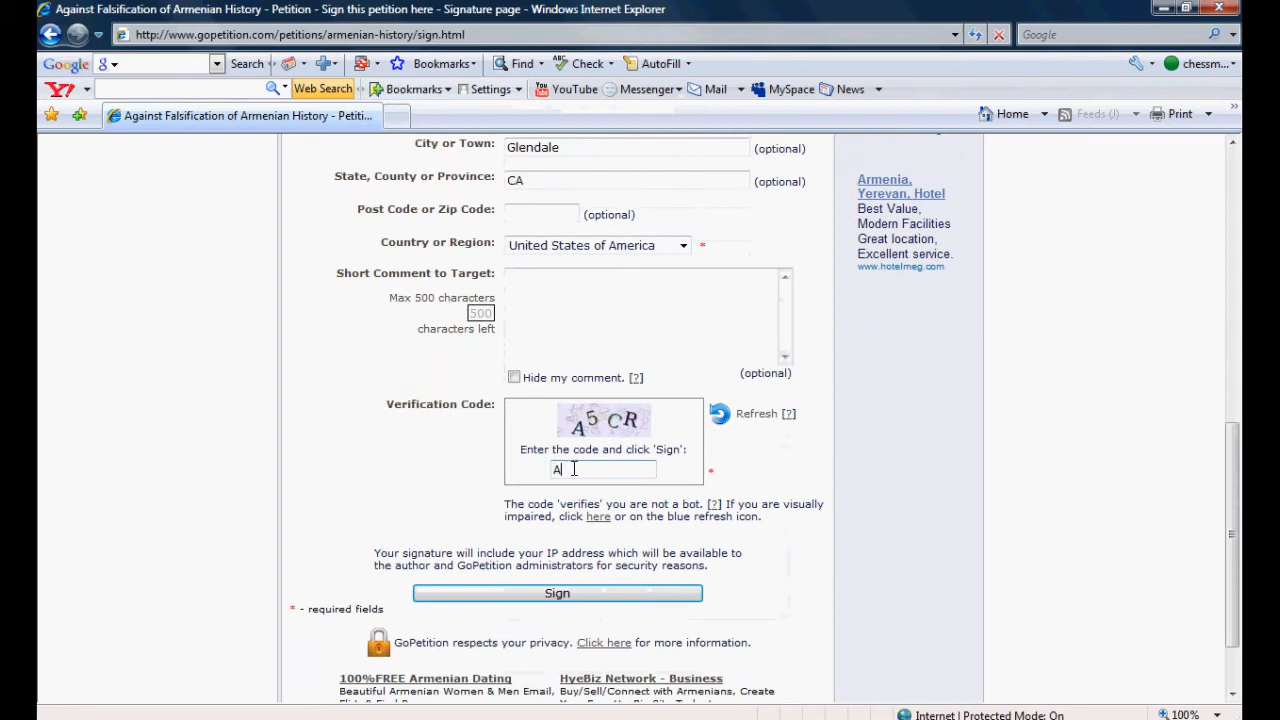 Against Falsification of Armenian History - Petition - Sign this petition here - Signature page - Windows Internet Explorer
http://www.gopetition.com/petitions/armenian-history/sign.html
Google
Google Search Bookmarks Find Check AutoFill chessm...
Y! Web Search Bookmarks Settings YouTube Messenger Mail MySpace News
Against Falsification of Armenian History - Petiti...
Home Feeds (J) Print
City or Town: Glendale (optional)
State, County or Province: CA (optional)
Post Code or Zip Code: (optional)
Country or Region: United States of America *
Short Comment to Target:
Max 500 characters
500
characters left
(optional)
Hide my comment. [?]
Verification Code:
A5CR
Refresh [?]
Enter the code and click 'Sign':
A
*
The code 'verifies' you are not a bot. [?] If you are visually
impaired, click here or on the blue refresh icon.
Your signature will include your IP address which will be available to
the author and GoPetition administrators for security reasons.
Sign
* - required fields
GoPetition respects your privacy. Click here for more information.
100%FREE Armenian Dating
Beautiful Armenian Women & Men Email,
HyeBiz Network - Business
Buy/Sell/Connect with Armenians, Create
Armenia,
Yerevan, Hotel
Best Value,
Modern Facilities
Great location,
Excellent service.
www.hotelmeg.com
Internet | Protected Mode: On
100%